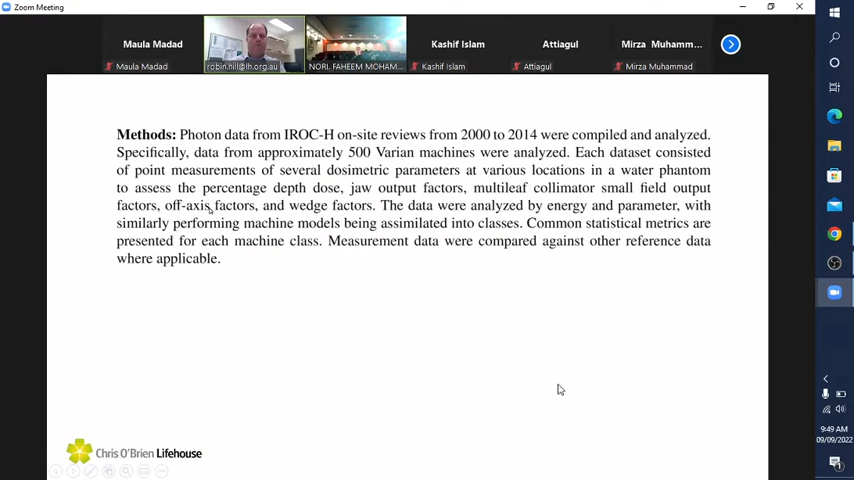 Zoom Meeting
Maula Madad
Kashif Islam
Attiagul
Mirza Muhamm...
Maula Madad
robin.hill@lh.org.au
NORI. FAHEEM MOHAM...
Kashif Islam
Attiagul
Mirza Muhammad
Methods: Photon data from IROC-H on-site reviews from 2000 to 2014 were compiled and analyzed.
Specifically, data from approximately 500 Varian machines were analyzed. Each dataset consisted
of point measurements of several dosimetric parameters at various locations in a water phantom
to assess the percentage depth dose, jaw output factors, multileaf collimator small field output
factors, off-axis factors, and wedge factors. The data were analyzed by energy and parameter, with
similarly performing machine models being assimilated into classes. Common statistical metrics are
presented for each machine class. Measurement data were compared against other reference data
where applicable.
Chris O'Brien Lifehouse
9:49 AM
09/09/2022